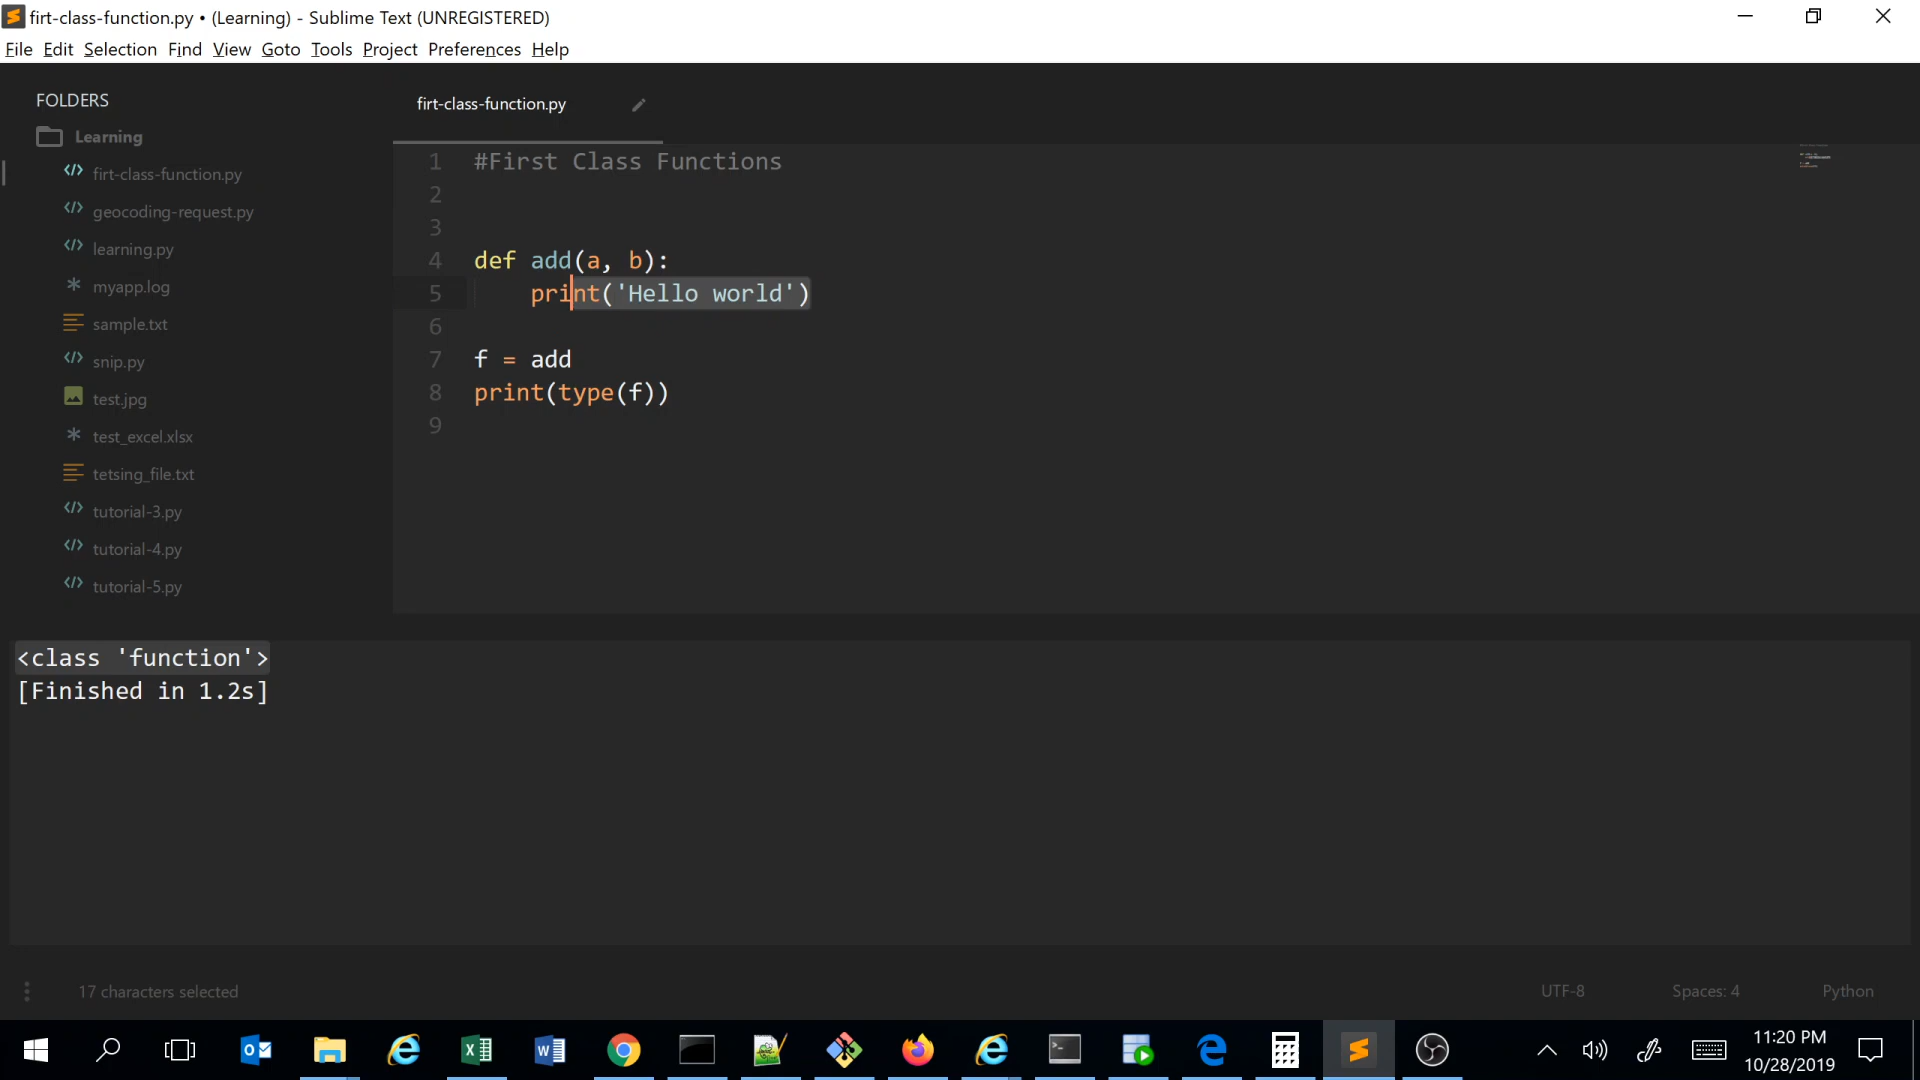 firt-class-function.py • (Learning) - Sublime Text (UNREGISTERED)
File Edit Selection Find View Goto Tools Project Preferences Help
FOLDERS
Learning
firt-class-function.py
geocoding-request.py
learning.py
myapp.log
sample.txt
snip.py
test.jpg
test_excel.xlsx
tetsing_file.txt
tutorial-3.py
tutorial-4.py
tutorial-5.py
firt-class-function.py
1 #First Class Functions
2
3
4 def add(a, b):
5     print('Hello world')
6
7 f = add
8 print(type(f))
9
<class 'function'>
[Finished in 1.2s]
17 characters selected
UTF-8
Spaces: 4
Python
11:20 PM
10/28/2019